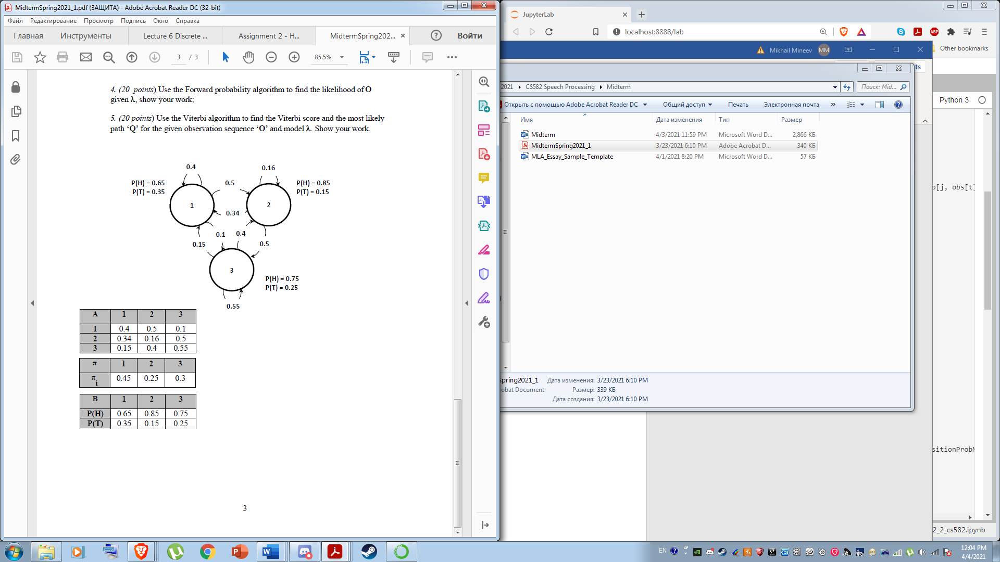 MidtermSpring2021_1.pdf (ЗАЩИТА) - Adobe Acrobat Reader DC (32-bit)
Файл Редактирование Просмотр Подпись Окно Справка
Главная Инструменты Lecture 6 Discrete ... Assignment 2 - H... MidtermSpring202... × Войти
3 / 3 85.5%
4. (20 points) Use the Forward probability algorithm to find the likelihood of O
given λ, show your work;
5. (20 points) Use the Viterbi algorithm to find the Viterbi score and the most likely
path ‘Q’ for the given observation sequence ‘O’ and model λ. Show your work.
0.4 0.16
P(H) = 0.65 0.5 P(H) = 0.85
P(T) = 0.35 P(T) = 0.15
1 2
0.34
0.1 0.4
0.15 0.5
3
P(H) = 0.75
P(T) = 0.25
0.55
A 1 2 3
1 0.4 0.5 0.1
2 0.34 0.16 0.5
3 0.15 0.4 0.55
π 1 2 3
πi 0.45 0.25 0.3
B 1 2 3
P(H) 0.65 0.85 0.75
P(T) 0.35 0.15 0.25
3
JupyterLab
localhost:8888/lab
ABP
Other bookmarks
Mikhail Mineev MM
ts
2021 CS582 Speech Processing Midterm Поиск: Mid...
Открыть с помощью Adobe Acrobat Reader DC Общий доступ Печать Электронная почта »
Имя Дата изменения Тип Размер
Midterm 4/3/2021 11:59 PM Microsoft Word D... 2,866 КБ
MidtermSpring2021_1 3/23/2021 6:10 PM Adobe Acrobat D... 340 КБ
MLA_Essay_Sample_Template 4/1/2021 8:20 PM Microsoft Word D... 57 КБ
Spring2021_1 Дата изменения: 3/23/2021 6:10 PM
robat Document Размер: 339 КБ
Дата создания: 3/23/2021 6:10 PM
Python 3
b[j, obs[t]
sitionProbM
2_2_cs582.ipynb
EN
12:04 PM
4/4/2021